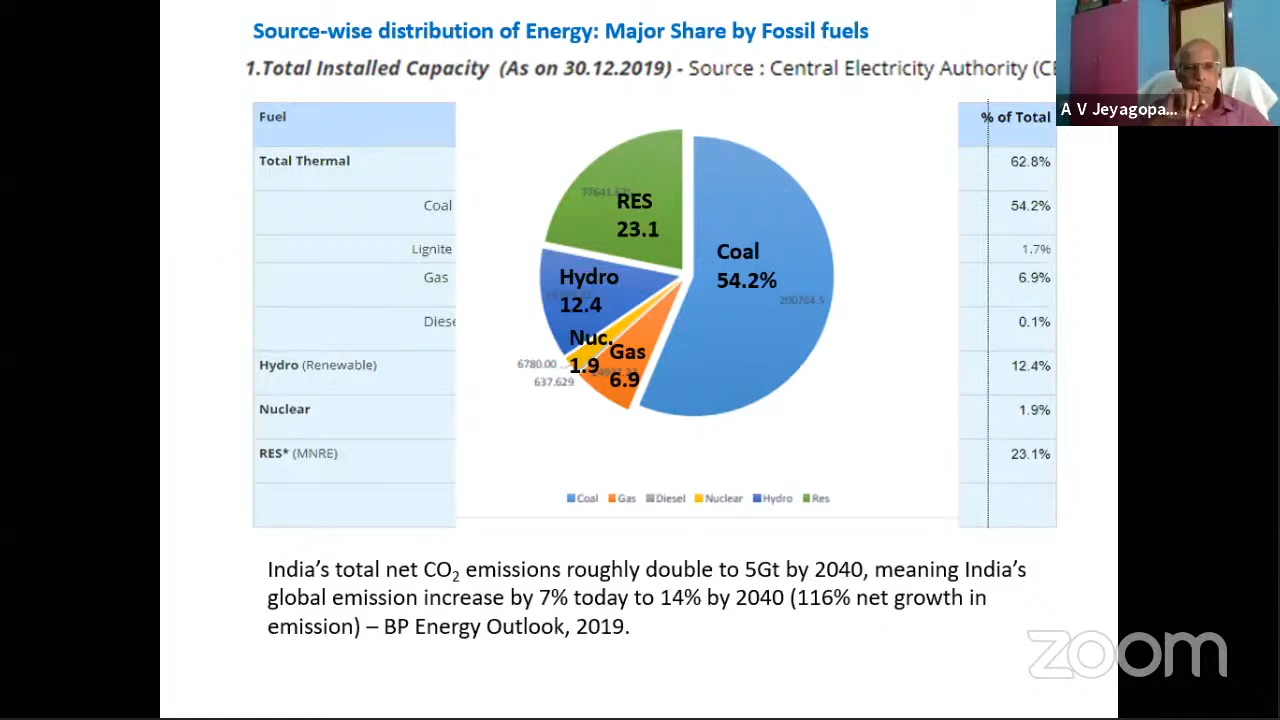 Source-wise distribution of Energy: Major Share by Fossil fuels
1.Total Installed Capacity (As on 30.12.2019) - Source : Central Electricity Authority (CE
A V Jeyagopa...
Fuel
% of Total
Total Thermal
62.8%
Coal
54.2%
Lignite
1.7%
Gas
6.9%
Diese
0.1%
Hydro (Renewable)
12.4%
Nuclear
1.9%
RES* (MNRE)
23.1%
RES
23.1
Coal
54.2%
200704.5
Hydro
12.4
Nuc.
1.9
Gas
6.9
6780.00
637.629
Coal Gas Diesel Nuclear Hydro Res
India's total net CO₂ emissions roughly double to 5Gt by 2040, meaning India's
global emission increase by 7% today to 14% by 2040 (116% net growth in
emission) – BP Energy Outlook, 2019.
zoom